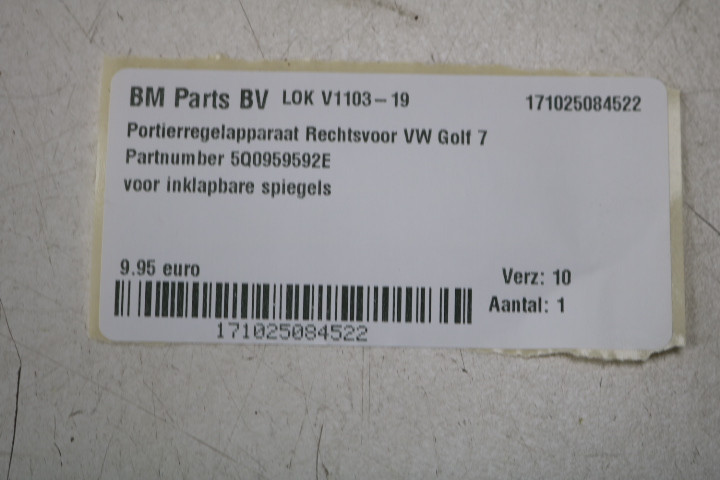 BM Parts BV LOK V1103-19 171025084522
Portierregelapparaat Rechtsvoor VW Golf 7
Partnumber 5Q0959592E
voor inklapbare spiegels
9.95 euro
Verz: 10
Aantal: 1
171025084522